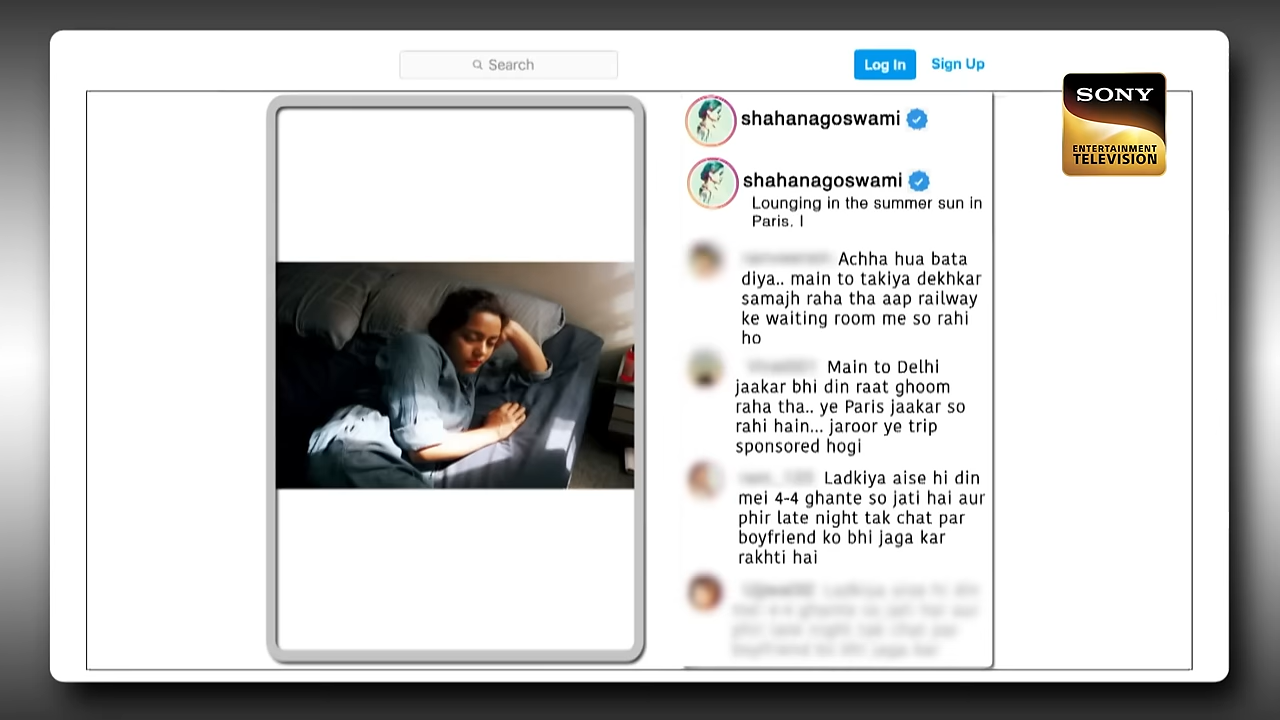 Search
Log In
Sign Up
SONY
ENTERTAINMENT
TELEVISION
shahanagoswami
shahanagoswami
Lounging in the summer sun in
Paris. I
Achha hua bata
diya.. main to takiya dekhkar
samajh raha tha aap railway
ke waiting room me so rahi
ho
Main to Delhi
jaakar bhi din raat ghoom
raha tha.. ye Paris jaakar so
rahi hain... jaroor ye trip
sponsored hogi
Ladkiya aise hi din
mei 4-4 ghante so jati hai aur
phir late night tak chat par
boyfriend ko bhi jaga kar
rakhti hai